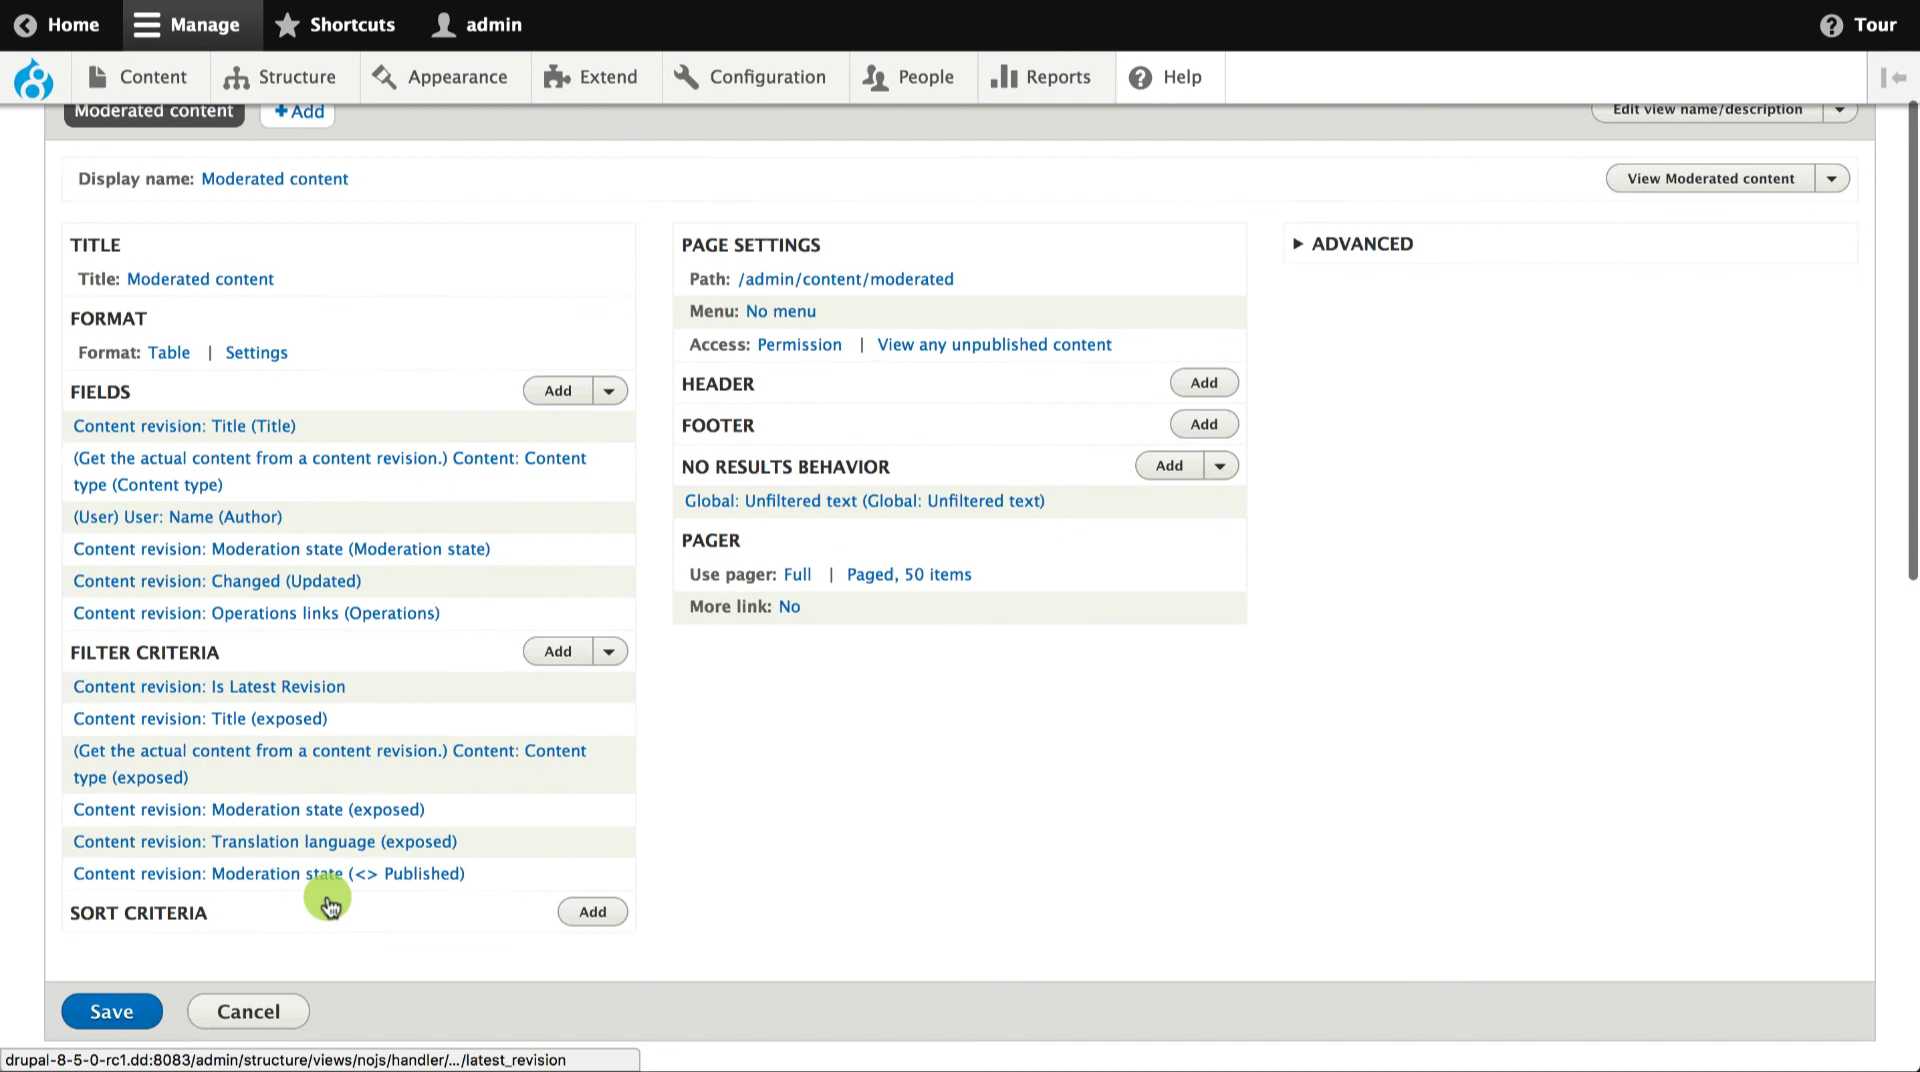 Home Manage Shortcuts admin Tour
Content Structure Appearance Extend Configuration People Reports Help
Moderated content +Add Edit view name/description
Display name: Moderated content View Moderated content
TITLE
Title: Moderated content
FORMAT
Format: Table | Settings
FIELDS Add
Content revision: Title (Title)
(Get the actual content from a content revision.) Content: Content
type (Content type)
(User) User: Name (Author)
Content revision: Moderation state (Moderation state)
Content revision: Changed (Updated)
Content revision: Operations links (Operations)
FILTER CRITERIA Add
Content revision: Is Latest Revision
Content revision: Title (exposed)
(Get the actual content from a content revision.) Content: Content
type (exposed)
Content revision: Moderation state (exposed)
Content revision: Translation language (exposed)
Content revision: Moderation state (<> Published)
SORT CRITERIA Add
PAGE SETTINGS
Path: /admin/content/moderated
Menu: No menu
Access: Permission | View any unpublished content
HEADER Add
FOOTER Add
NO RESULTS BEHAVIOR Add
Global: Unfiltered text (Global: Unfiltered text)
PAGER
Use pager: Full | Paged, 50 items
More link: No
ADVANCED
Save Cancel
drupal-8-5-0-rc1.dd:8083/admin/structure/views/nojs/handler/.../latest_revision